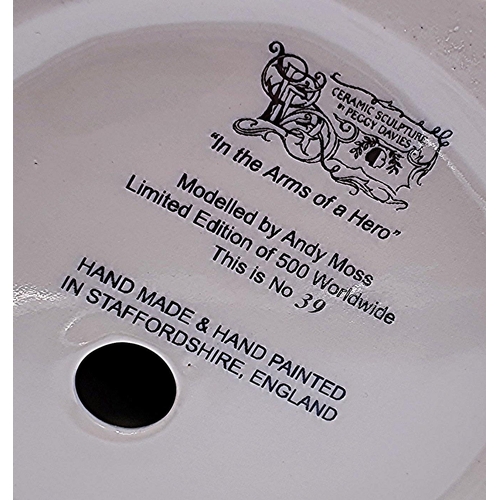 CERAMIC SCULPTURE
BY PEGGY DAVIES
"In the Arms of a Hero"
Modelled by Andy Moss
Limited Edition of 500 Worldwide
This is No 39
HAND MADE & HAND PAINTED
IN STAFFORDSHIRE, ENGLAND